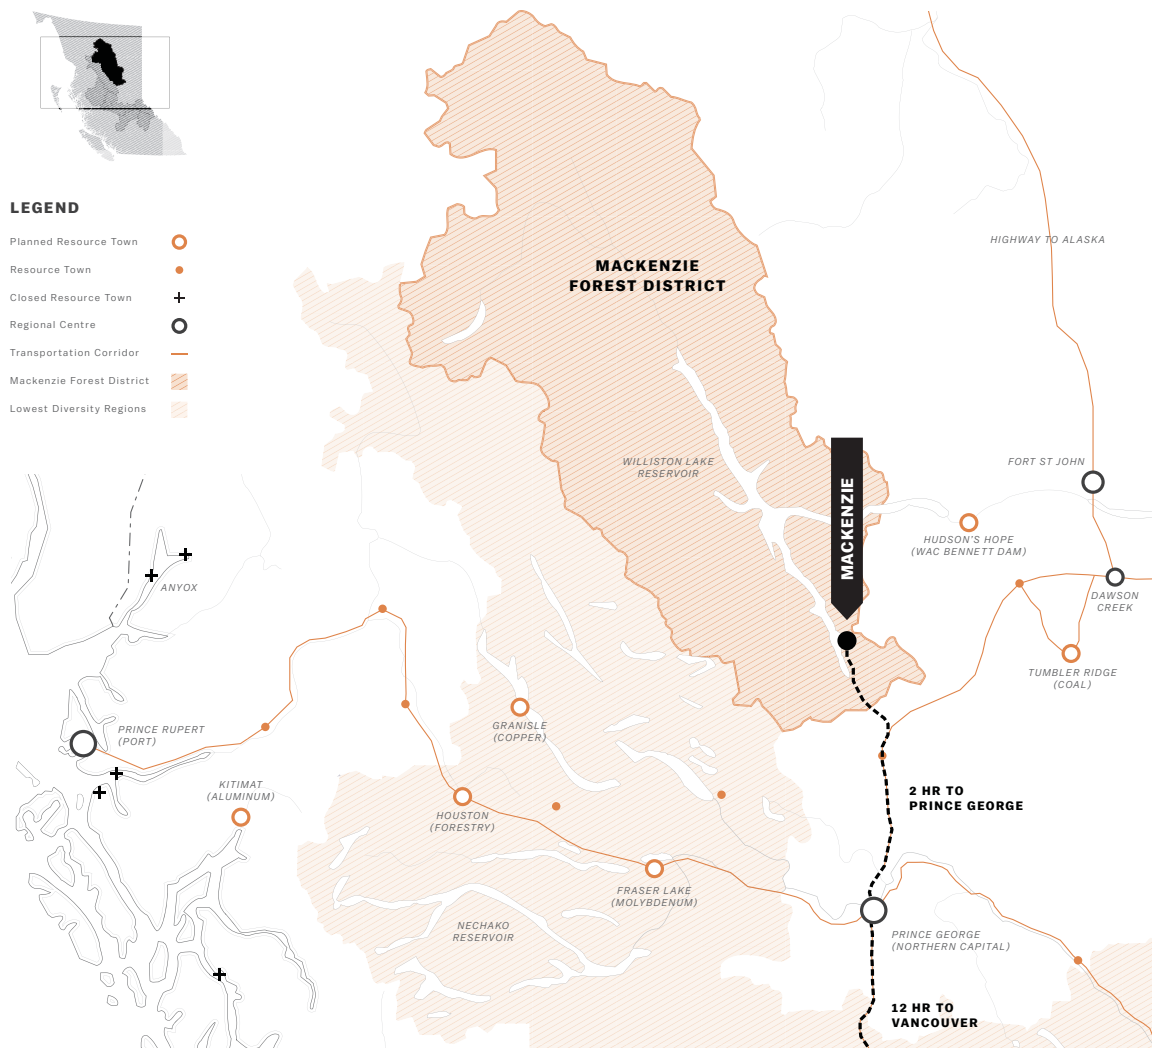 LEGEND
Planned Resource Town
Resource Town
Closed Resource Town
Regional Centre
Transportation Corridor
Mackenzie Forest District
Lowest Diversity Regions
MACKENZIE
FOREST DISTRICT
HIGHWAY TO ALASKA
WILLISTON LAKE
RESERVOIR
MACKENZIE
FORT ST JOHN
HUDSON'S HOPE
(WAC BENNETT DAM)
DAWSON
CREEK
TUMBLER RIDGE
(COAL)
ANYOX
PRINCE RUPERT
(PORT)
KITIMAT
(ALUMINUM)
GRANISLE
(COPPER)
HOUSTON
(FORESTRY)
FRASER LAKE
(MOLYBDENUM)
NECHAKO
RESERVOIR
2 HR TO
PRINCE GEORGE
PRINCE GEORGE
(NORTHERN CAPITAL)
12 HR TO
VANCOUVER